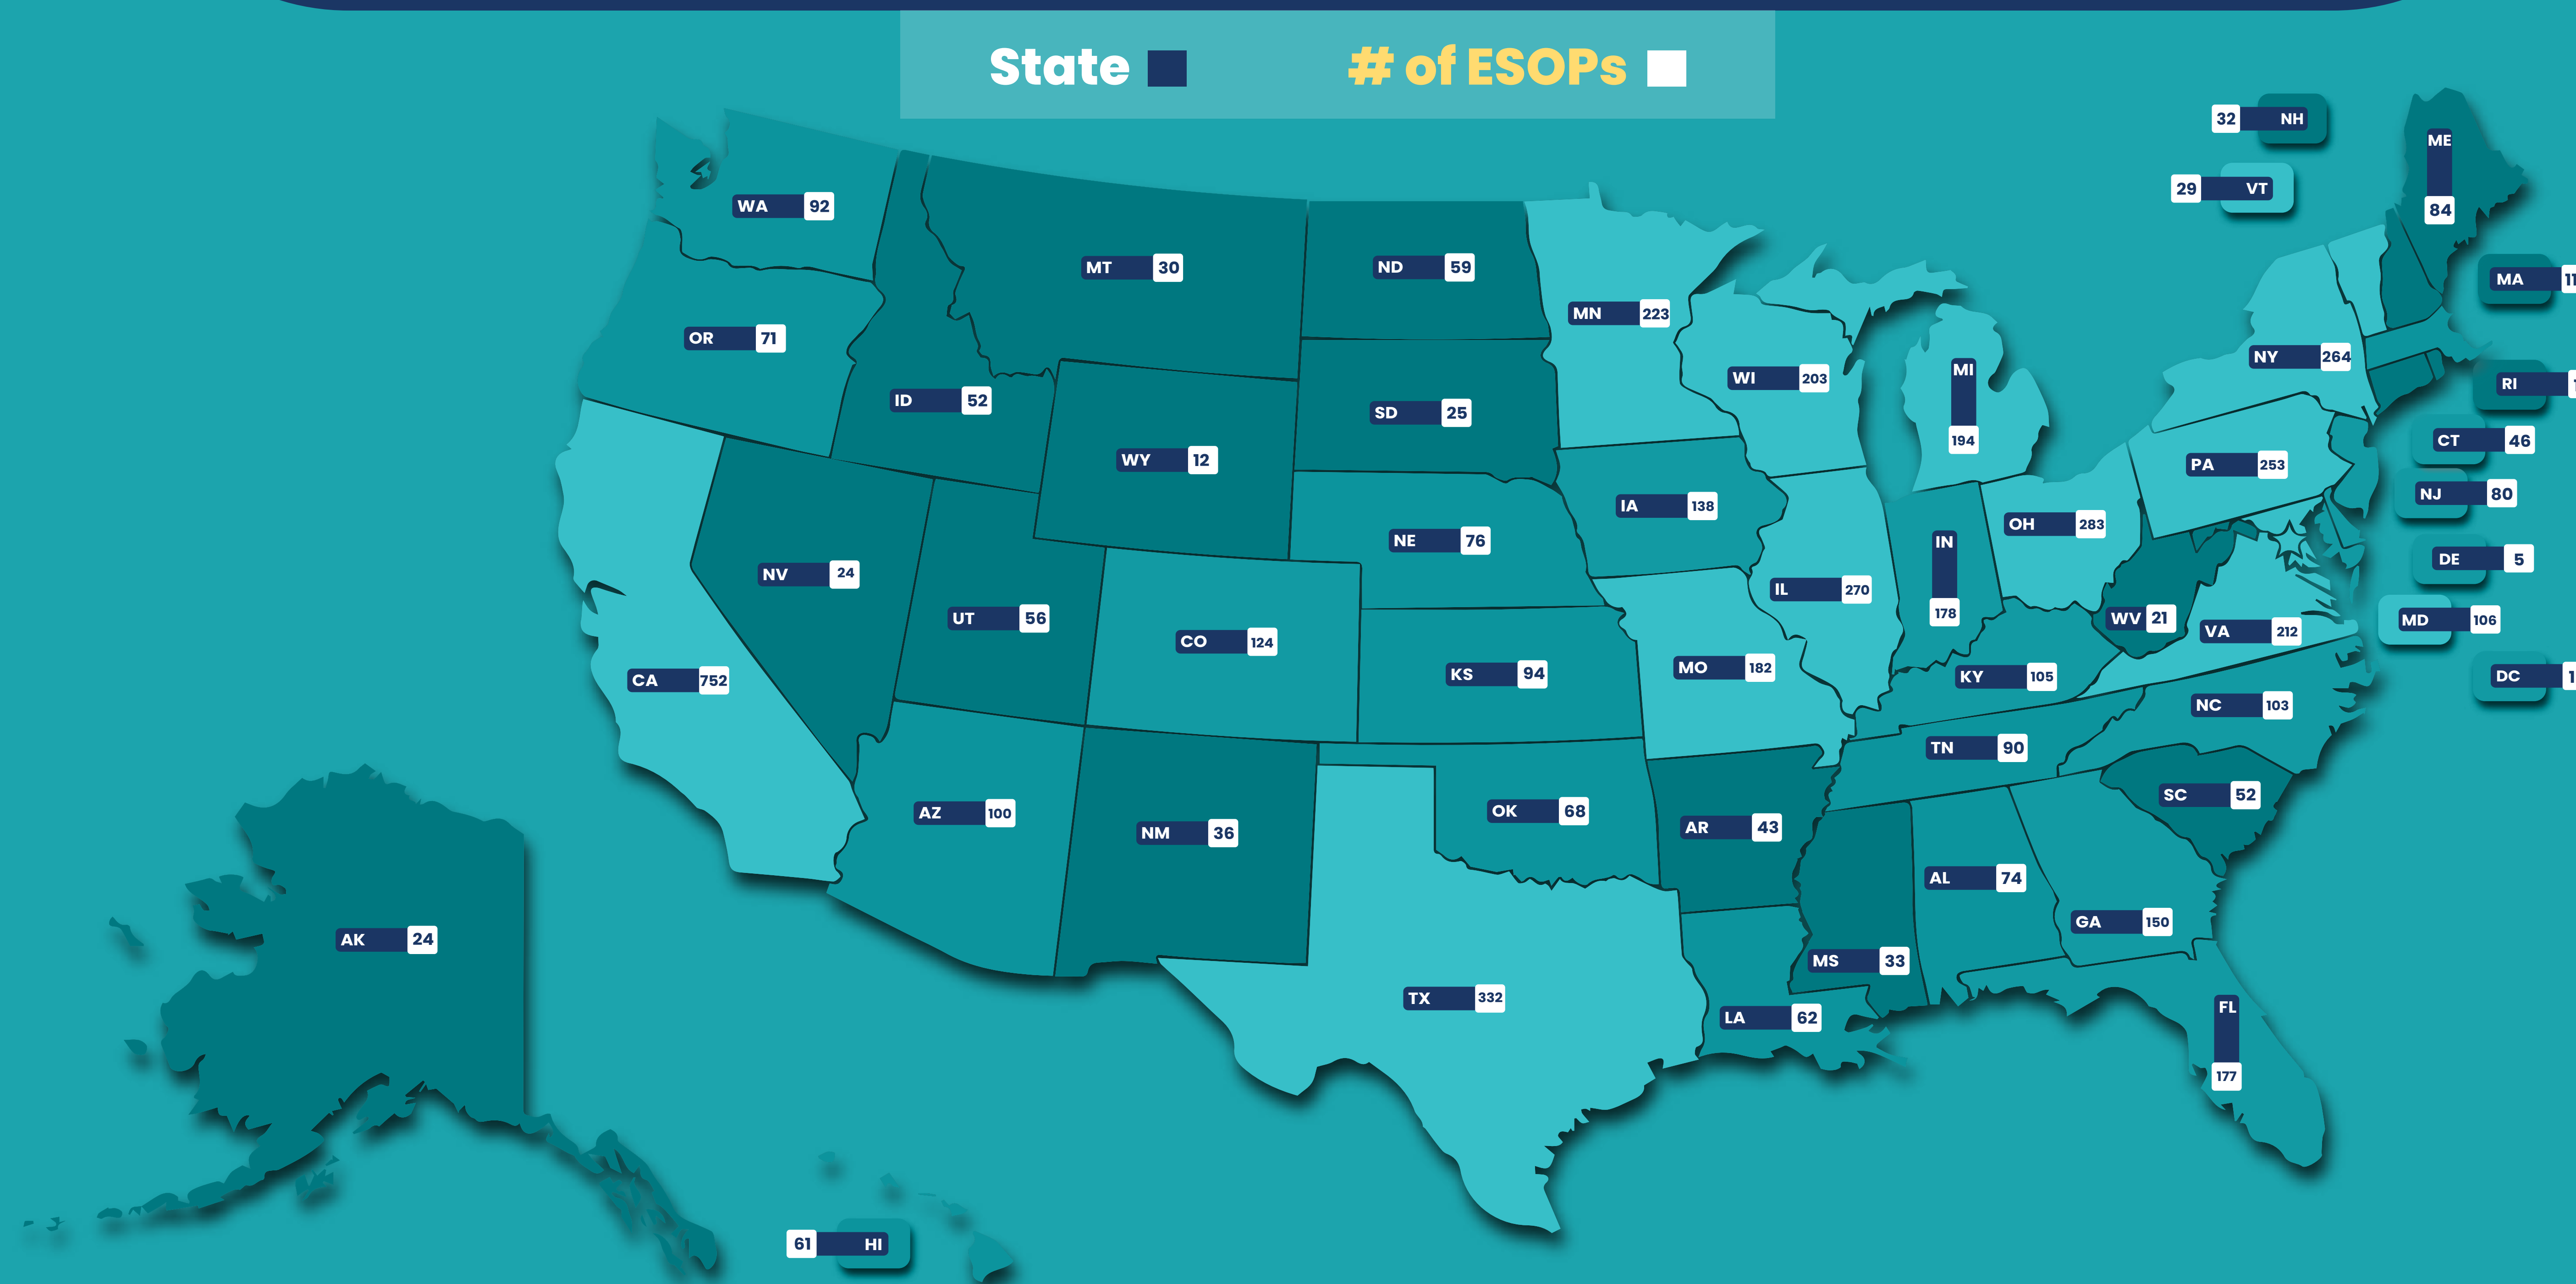 State # of ESOPs
32 NH
ME 84
29 VT
WA 92
MT 30
ND 59
MA
MN 223
OR 71
NY 264
WI 203
MI 194
RI
ID 52
SD 25
CT 46
WY 12
PA 253
NJ 80
IA 138
OH 283
NE 76
IN 178
DE 5
NV 24
IL 270
UT 56
WV 21
MD 106
VA 212
CO 124
MO 182
KS 94
KY 105
DC
CA 752
NC 103
TN 90
SC 52
AZ 100
OK 68
AR 43
NM 36
AL 74
GA 150
AK 24
MS 33
TX 332
LA 62
FL 177
61 HI